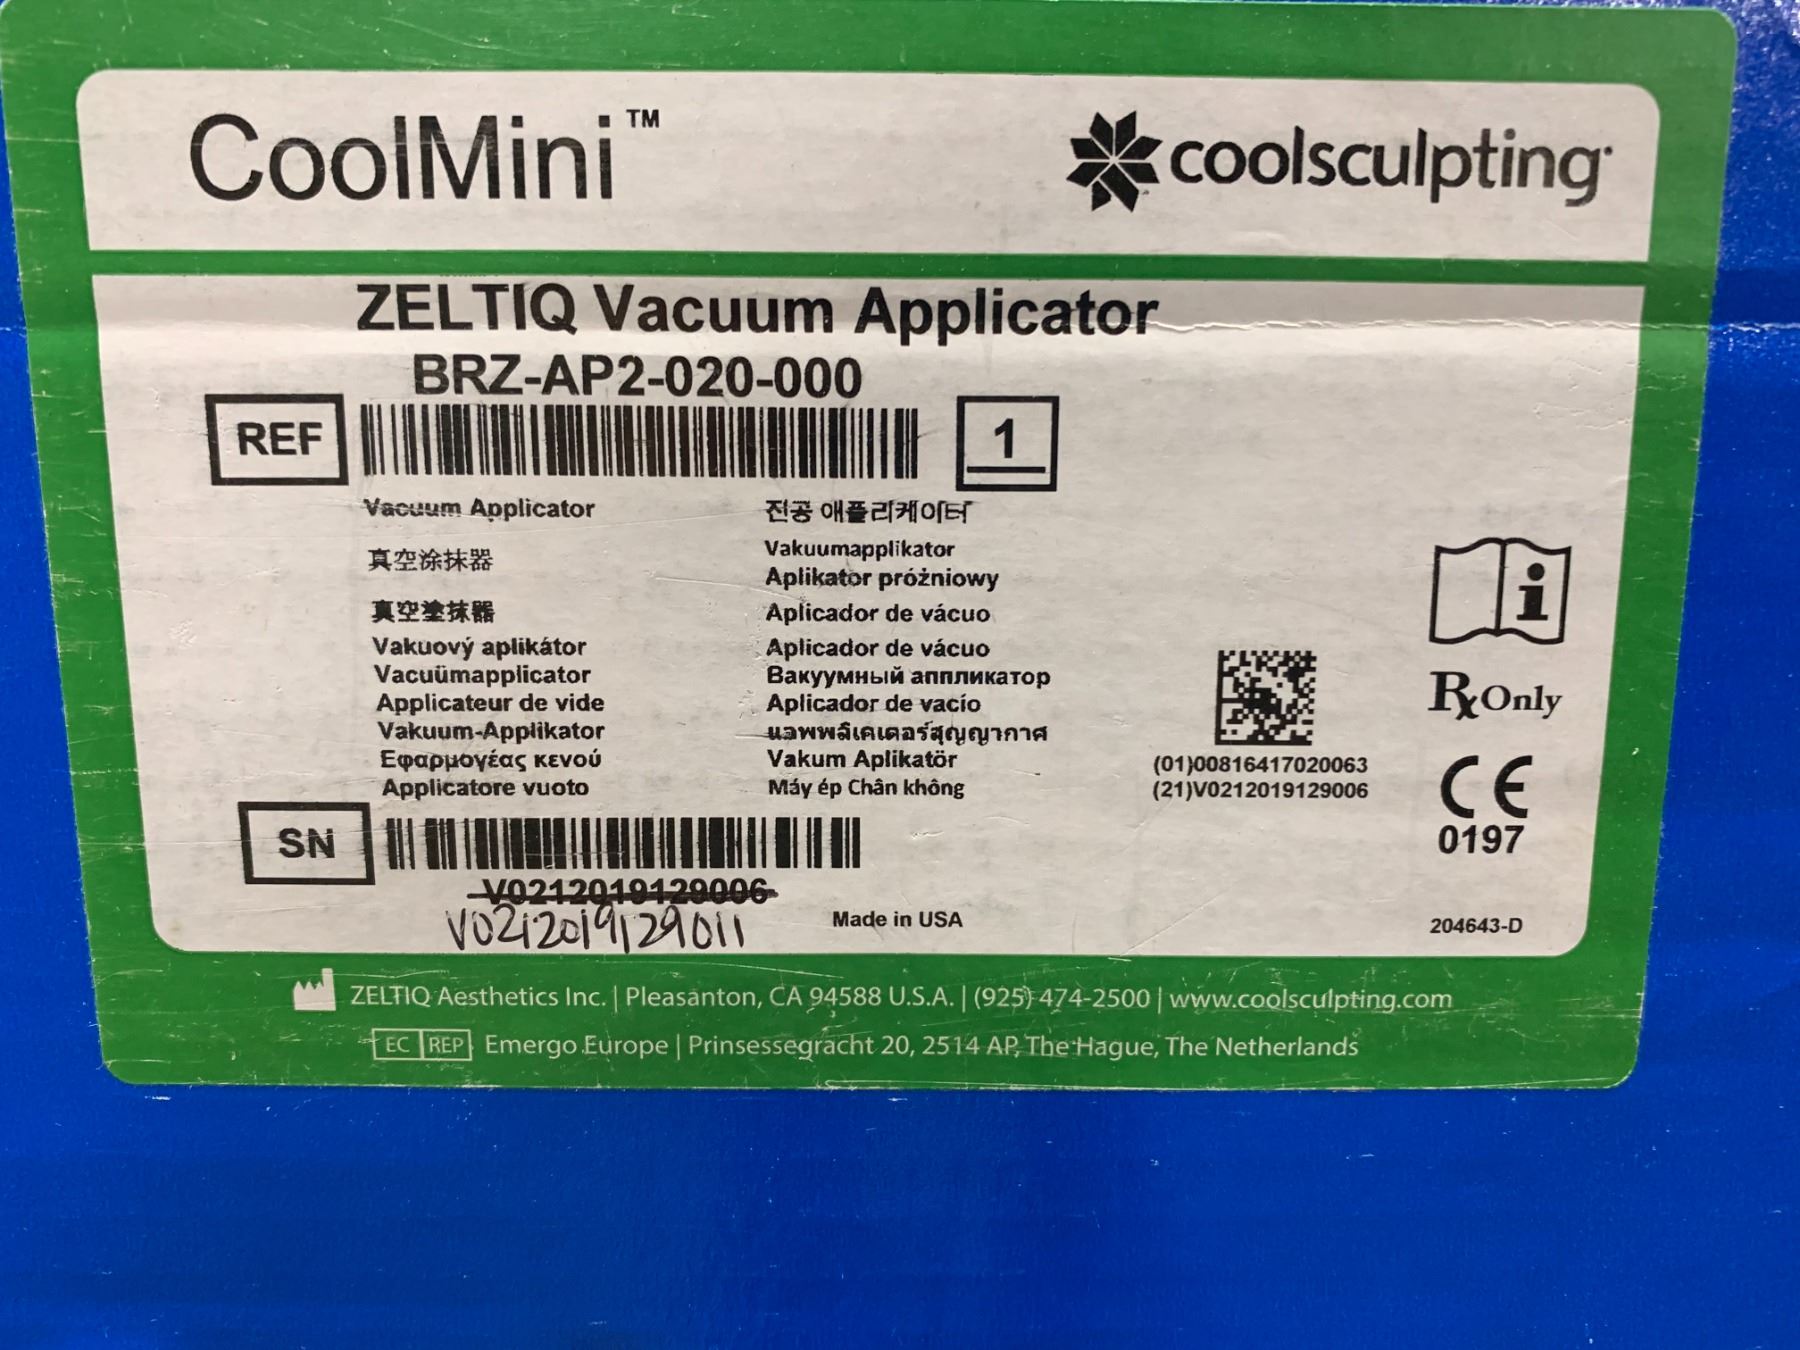 CoolMini™
coolsculpting
ZELTIQ Vacuum Applicator
BRZ-AP2-020-000
REF
1
Vacuum Applicator
真空涂抹器
真空塗抹器
Vakuový aplikátor
Vacuümapplicator
Applicateur de vide
Vakuum-Applikator
Εφαρμογέας κενού
Applicatore vuoto
진공 애플리케이터
Vakuumapplikator
Aplikator próżniowy
Aplicador de vácuo
Aplicador de vácuo
Вакуумный аппликатор
Aplicador de vacío
แอพพลิเคเตอร์สุญญากาศ
Vakum Aplikatör
Máy ép Chân không
(01)00816417020063
(21)V0212019129006
Rx Only
CE
0197
SN
V0212019129006
V0212019129011
Made in USA
204643-D
ZELTIQ Aesthetics Inc. | Pleasanton, CA 94588 U.S.A. | (925) 474-2500 | www.coolsculpting.com
EC REP Emergo Europe | Prinsessegracht 20, 2514 AP, The Hague, The Netherlands